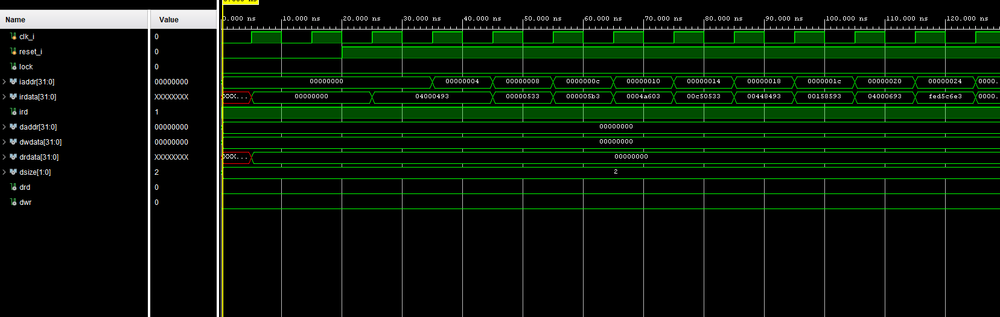 0.000 ns
Name Value 0.000 ns 10.000 ns 20.000 ns 30.000 ns 40.000 ns 50.000 ns 60.000 ns 70.000 ns 80.000 ns 90.000 ns 100.000 ns 110.000 ns 120.000 ns
clk_i 0
reset_i 0
lock 0
iaddr[31:0] 00000000 00000000 00000004 00000008 0000000c 00000010 00000014 00000018 0000001c 00000020 00000024 0000.
irdata[31:0] XXXXXXXX XXX... 00000000 04000493 00000533 000005b3 0004a603 00c50533 00448493 00158593 04000693 fed5c6e3 0000.
ird 1
daddr[31:0] 00000000 00000000
dwdata[31:0] 00000000 00000000
drdata[31:0] XXXXXXXX XXX... 00000000
dsize[1:0] 2 2
drd 0
dwr 0